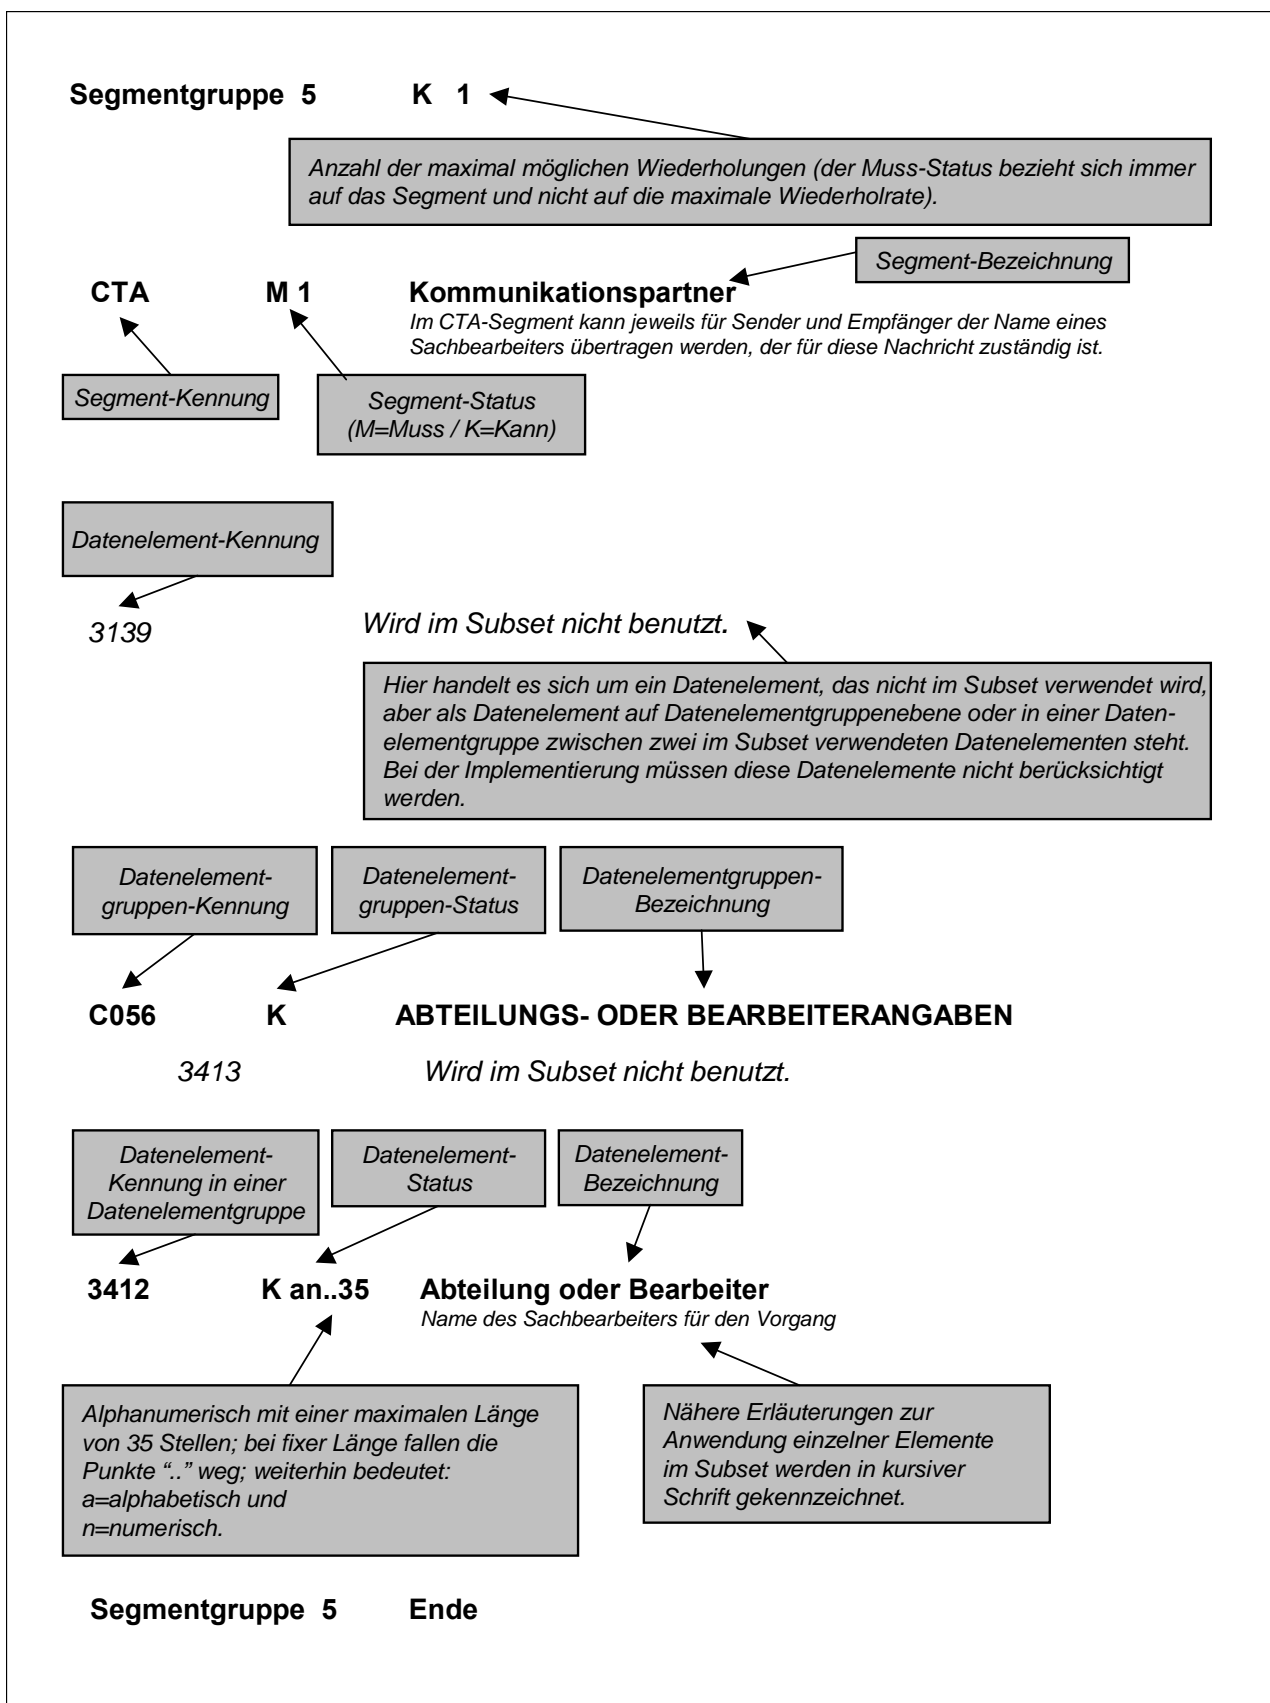 Segmentgruppe 5 K 1
Anzahl der maximal möglichen Wiederholungen (der Muss-Status bezieht sich immer
auf das Segment und nicht auf die maximale Wiederholrate).
Segment-Bezeichnung
CTA M 1 Kommunikationspartner
Im CTA-Segment kann jeweils für Sender und Empfänger der Name eines
Sachbearbeiters übertragen werden, der für diese Nachricht zuständig ist.
Segment-Kennung
Segment-Status
(M=Muss / K=Kann)
Datenelement-Kennung
3139 Wird im Subset nicht benutzt.
Hier handelt es sich um ein Datenelement, das nicht im Subset verwendet wird,
aber als Datenelement auf Datenelementgruppenebene oder in einer Daten-
elementgruppe zwischen zwei im Subset verwendeten Datenelementen steht.
Bei der Implementierung müssen diese Datenelemente nicht berücksichtigt
werden.
Datenelement-
gruppen-Kennung
Datenelement-
gruppen-Status
Datenelementgruppen-
Bezeichnung
C056 K ABTEILUNGS- ODER BEARBEITERANGABEN
3413 Wird im Subset nicht benutzt.
Datenelement-
Kennung in einer
Datenelementgruppe
Datenelement-
Status
Datenelement-
Bezeichnung
3412 K an..35 Abteilung oder Bearbeiter
Name des Sachbearbeiters für den Vorgang
Alphanumerisch mit einer maximalen Länge
von 35 Stellen; bei fixer Länge fallen die
Punkte “..” weg; weiterhin bedeutet:
a=alphabetisch und
n=numerisch.
Nähere Erläuterungen zur
Anwendung einzelner Elemente
im Subset werden in kursiver
Schrift gekennzeichnet.
Segmentgruppe 5 Ende